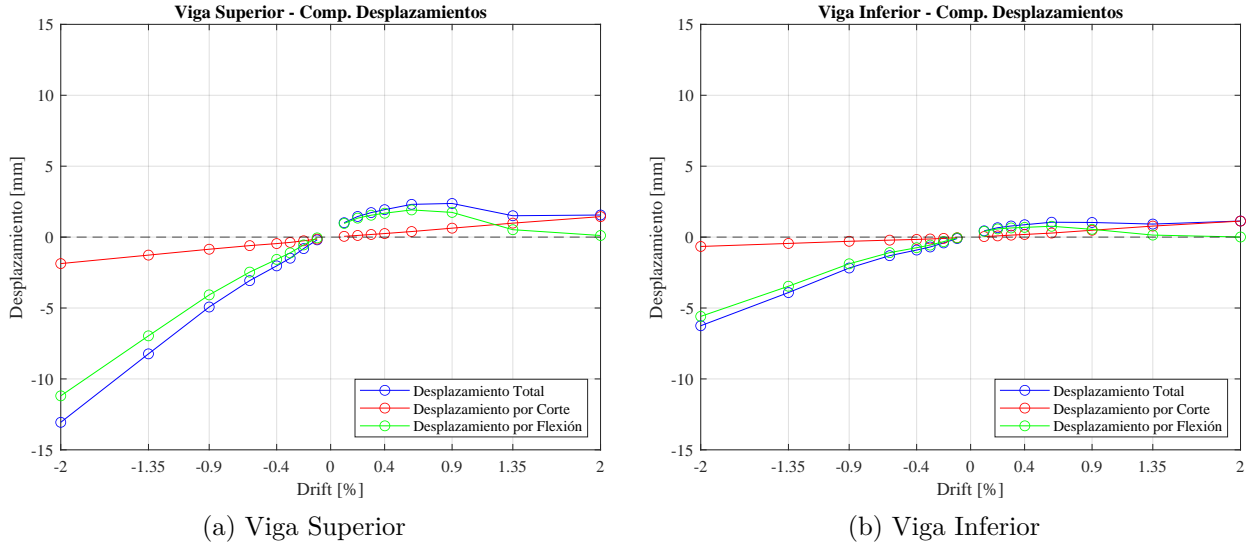 Viga Superior - Comp. Desplazamientos
15
10
5
0
-5
-10
-15
Desplazamiento [mm]
-2 -1.35 -0.9 -0.4 0 0.4 0.9 1.35 2
Drift [%]
Desplazamiento Total
Desplazamiento por Corte
Desplazamiento por Flexión
(a) Viga Superior
Viga Inferior - Comp. Desplazamientos
15
10
5
0
-5
-10
-15
Desplazamiento [mm]
-2 -1.35 -0.9 -0.4 0 0.4 0.9 1.35 2
Drift [%]
Desplazamiento Total
Desplazamiento por Corte
Desplazamiento por Flexión
(b) Viga Inferior